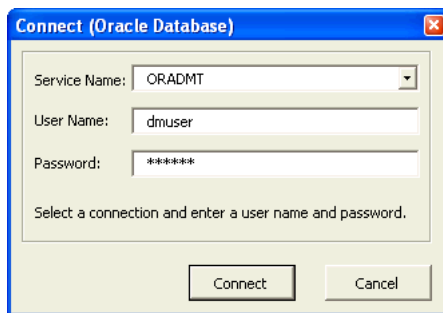 Connect (Oracle Database)
Service Name: ORADMT
User Name: dmuser
Password: ******
Select a connection and enter a user name and password.
Connect Cancel